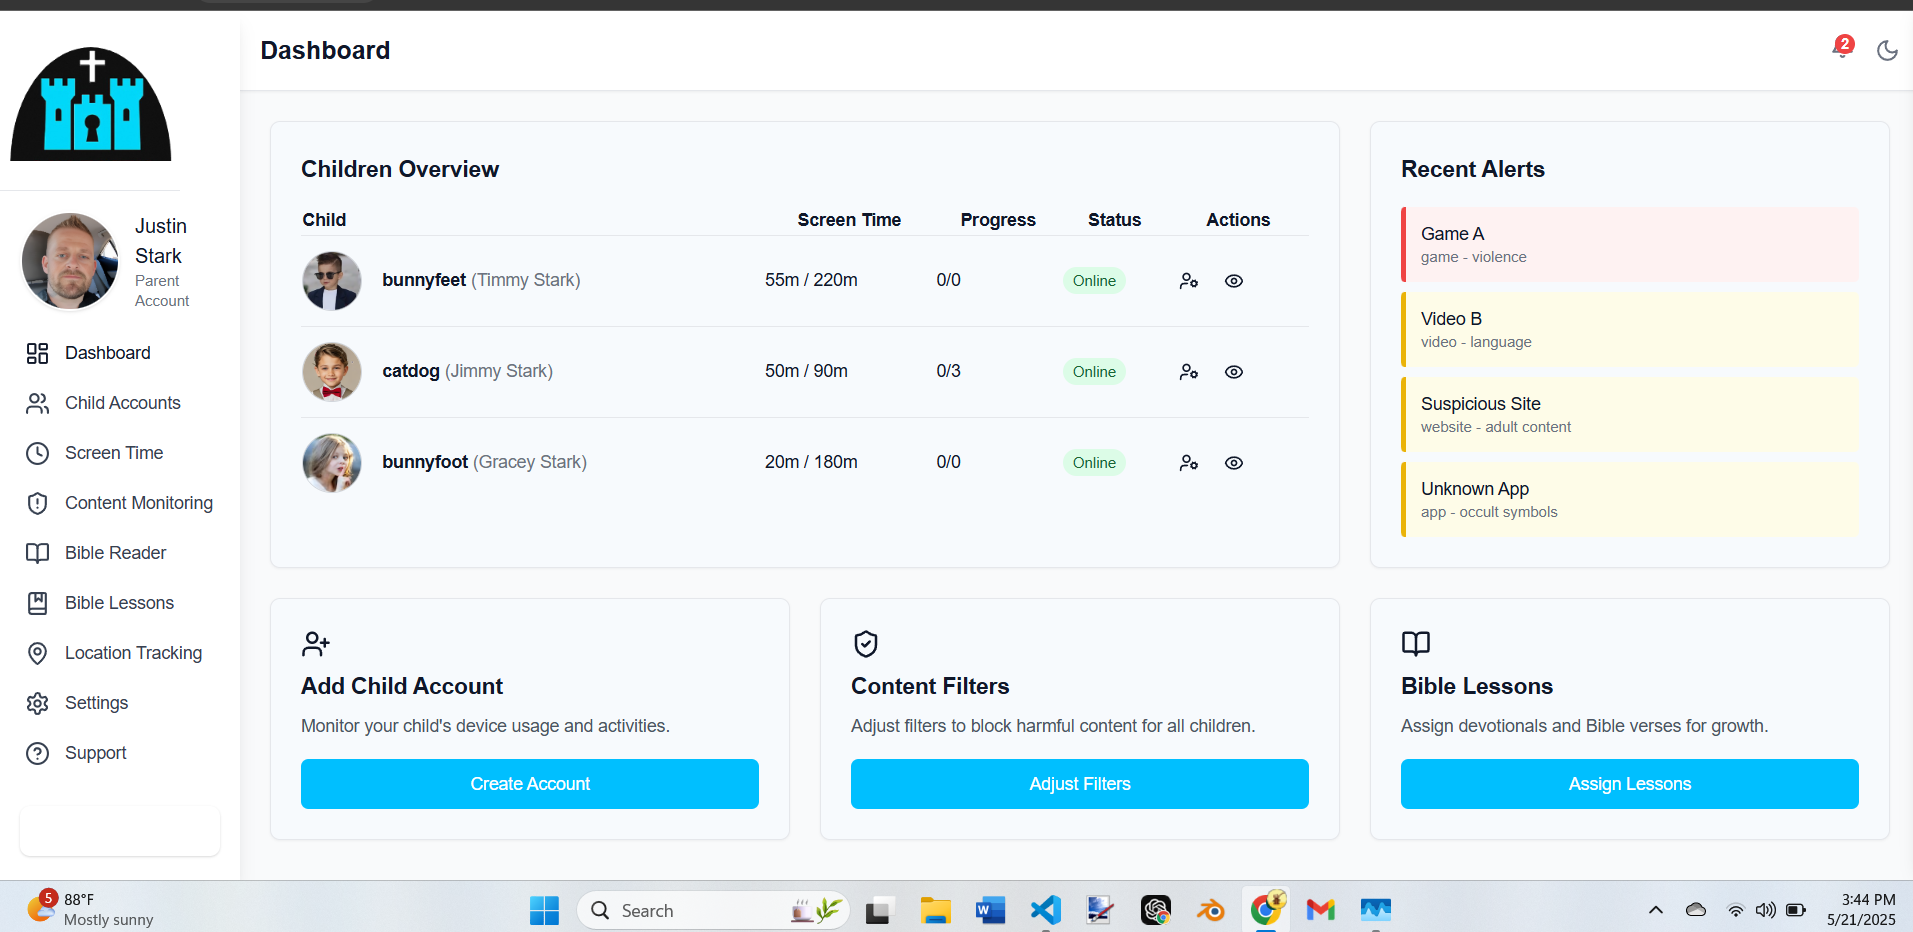 Dashboard
2
Justin
Stark
Parent
Account
Dashboard
Child Accounts
Screen Time
Content Monitoring
Bible Reader
Bible Lessons
Location Tracking
Settings
Support
Children Overview
Child Screen Time Progress Status Actions
bunnyfeet (Timmy Stark) 55m / 220m 0/0 Online
catdog (Jimmy Stark) 50m / 90m 0/3 Online
bunnyfoot (Gracey Stark) 20m / 180m 0/0 Online
Recent Alerts
Game A
game - violence
Video B
video - language
Suspicious Site
website - adult content
Unknown App
app - occult symbols
Add Child Account
Monitor your child's device usage and activities.
Create Account
Content Filters
Adjust filters to block harmful content for all children.
Adjust Filters
Bible Lessons
Assign devotionals and Bible verses for growth.
Assign Lessons
5
88°F
Mostly sunny
Search
W
3:44 PM
5/21/2025